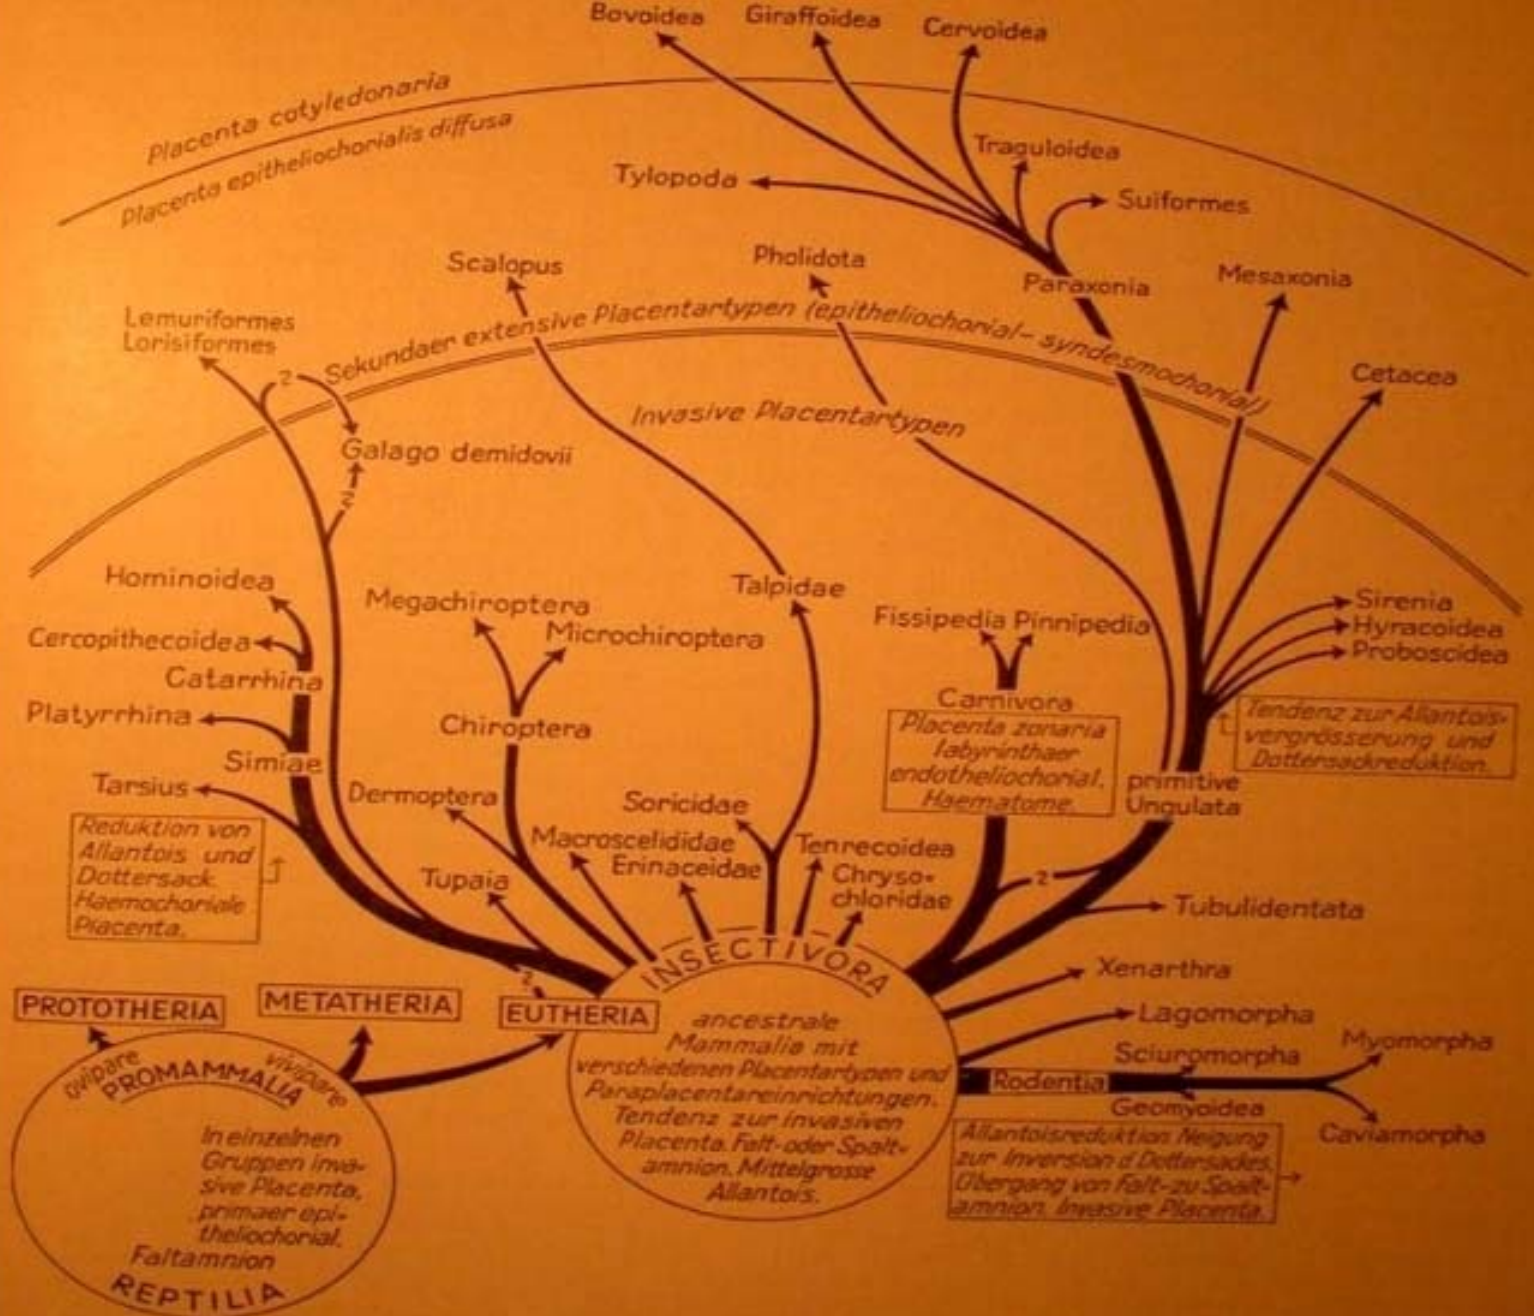 Bovoidea
Giraffoidea
Cervoidea
Placenta cotyledonaria
Placenta epitheliochorialis diffusa
Traguloidea
Tylopoda
Suiformes
Scalopus
Pholidota
Paraxonia
Mesaxonia
Lemuriformes
Lorisiformes
Sekundaer extensive Placentartypen (epitheliochorial-syndesmochorial)
?
Cetacea
Invasive Placentartypen
Galago demidovii
?
Hominoidea
Megachiroptera
Talpidae
Fissipedia Pinnipedia
Sirenia
Hyracoidea
Proboscidea
Cercopithecoidea
Microchiroptera
Catarrhina
Carnivora
Platyrrhina
Chiroptera
Placenta zonaria
labyrinthaer
endotheliochorial.
Haematome.
Tendenz zur Allantois-
vergrösserung und
Dottersackreduktion.
Simiae
primitive
Ungulata
Tarsius
Dermoptera
Soricidae
Reduktion von
Allantois und
Dottersack.
Haemochoriale
Placenta.
Macroscelididae
Erinaceidae
Tenrecoidea
Chryso-
chloridae
Tupaia
?
Tubulidentata
INSECTIVORA
Xenarthra
?
PROTOTHERIA
METATHERIA
EUTHERIA
Lagomorpha
ancestrale
Mammalia mit
verschiedenen Placentartypen und
Paraplacentareinrichtungen.
Tendenz zur invasiven
Placenta. Falt- oder Spalt-
amnion. Mittelgrosse
Allantois.
Sciuromorpha
Myomorpha
Rodentia
Geomyoidea
Caviamorpha
Allantoisreduktion Neigung
zur Inversion d Dottersackes.
Übergang von Falt- zu Spalt-
amnion. Invasive Placenta.
ovipare
vivipare
PROMAMMALIA
In einzelnen
Gruppen inva-
sive Placenta,
primaer epi-
theliochorial.
Faltamnion
REPTILIA